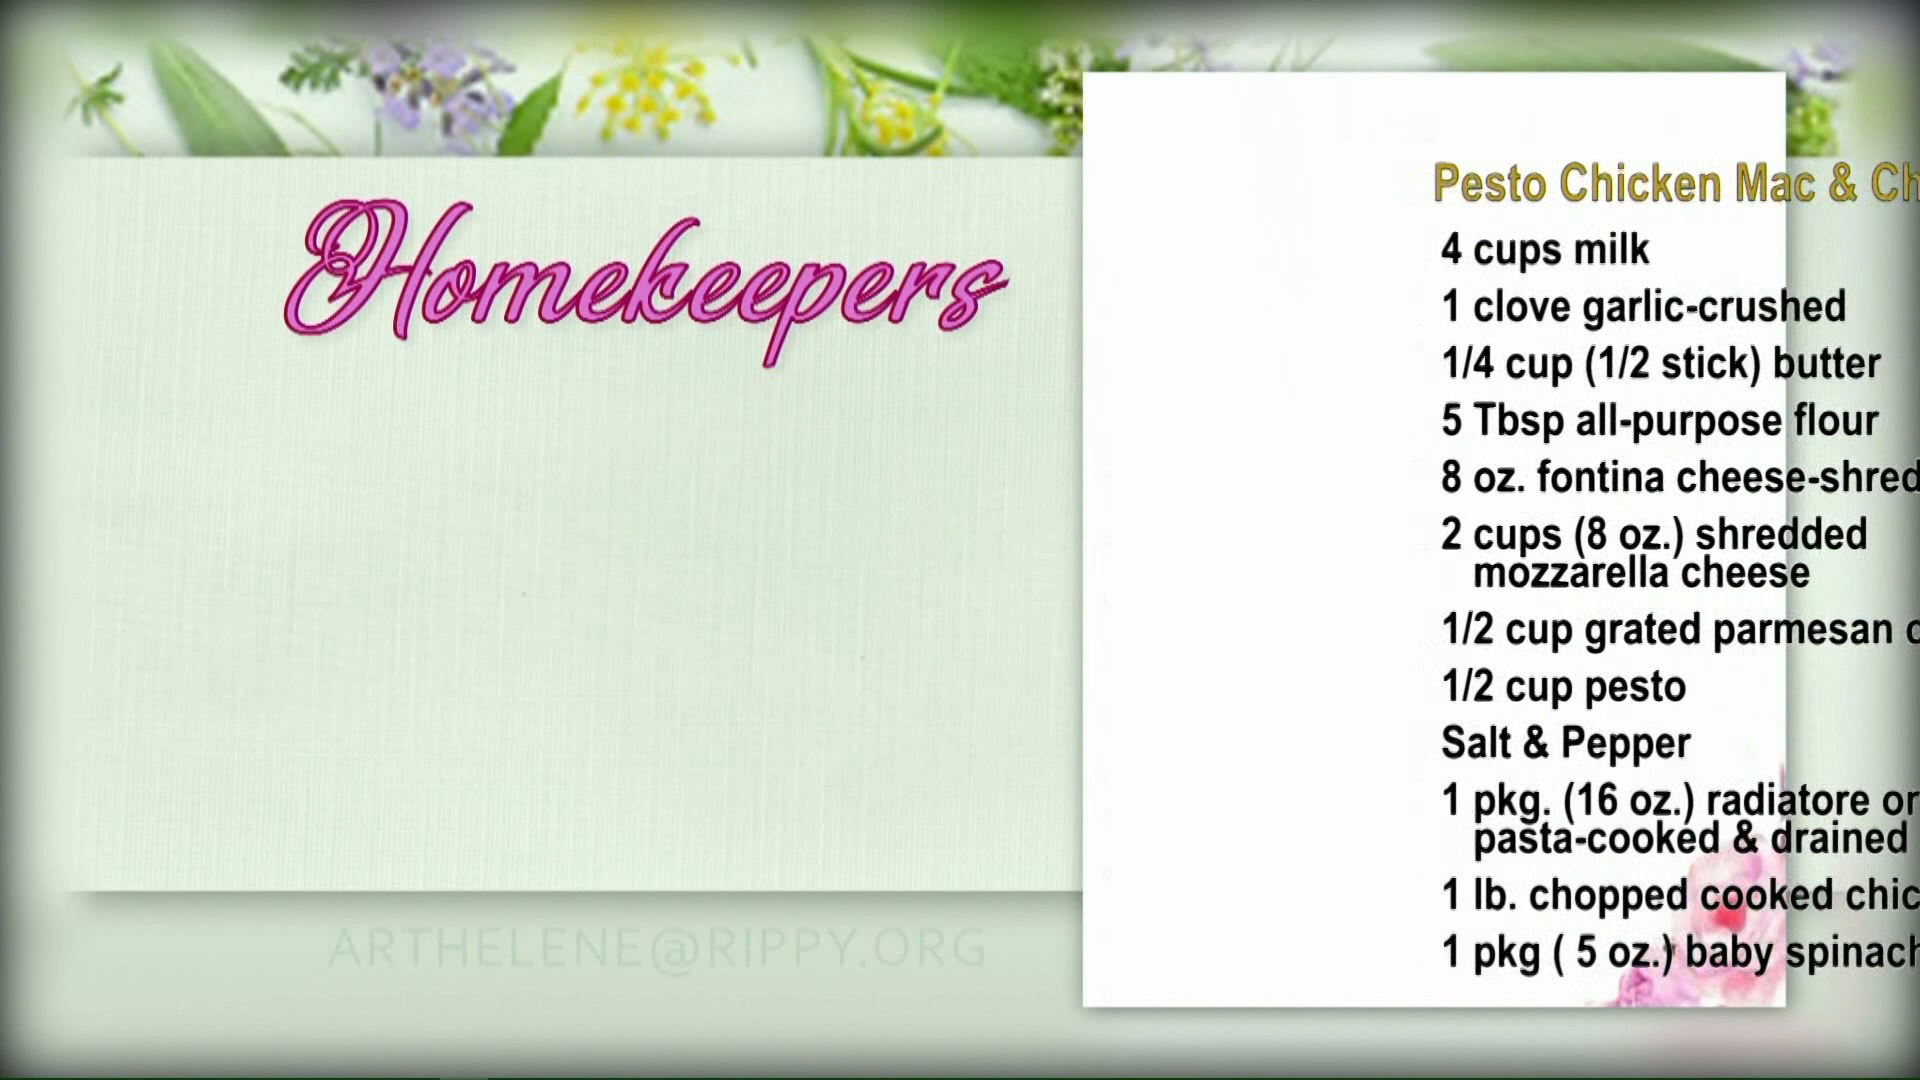 Homekeepers
Pesto Chicken Mac & Ch
4 cups milk
1 clove garlic-crushed
1/4 cup (1/2 stick) butter
5 Tbsp all-purpose flour
8 oz. fontina cheese-shred
2 cups (8 oz.) shredded
mozzarella cheese
1/2 cup grated parmesan c
1/2 cup pesto
Salt & Pepper
1 pkg. (16 oz.) radiatore or
pasta-cooked & drained
1 lb. chopped cooked chic
1 pkg ( 5 oz.) baby spinach
ARTHELENE@RIPPY.ORG